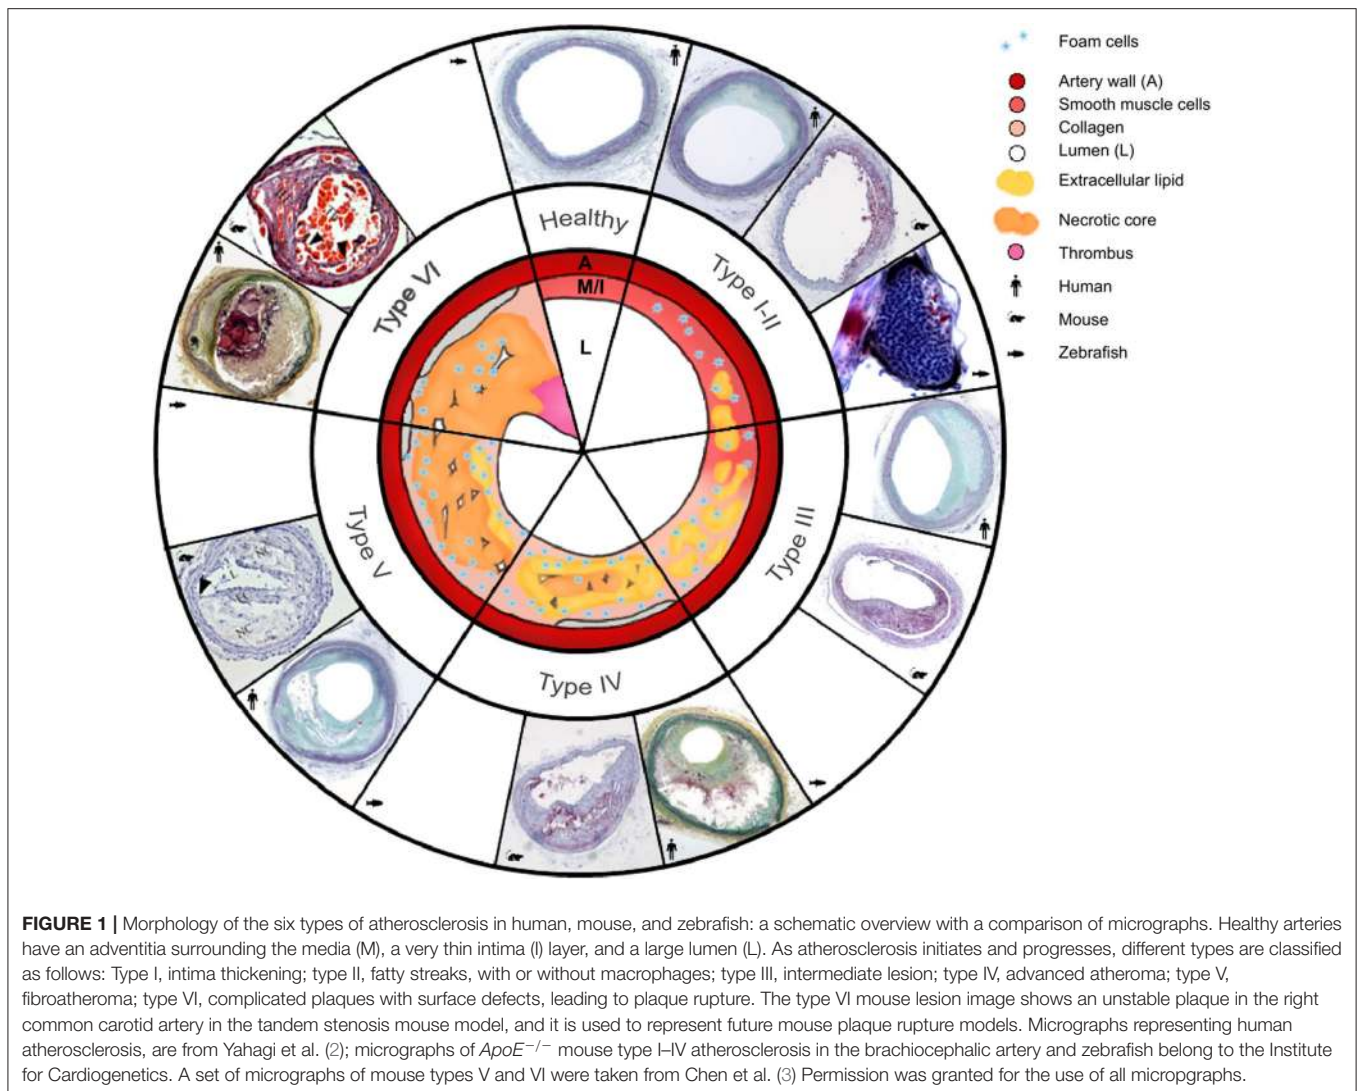 Foam cells
Artery wall (A)
Smooth muscle cells
Collagen
Lumen (L)
Extracellular lipid
Necrotic core
Thrombus
Human
Mouse
Zebrafish
Healthy
Type I-II
Type III
Type IV
Type V
Type VI
A
M/I
L
NC
L
NC
FIGURE 1 | Morphology of the six types of atherosclerosis in human, mouse, and zebrafish: a schematic overview with a comparison of micrographs. Healthy arteries
have an adventitia surrounding the media (M), a very thin intima (I) layer, and a large lumen (L). As atherosclerosis initiates and progresses, different types are classified
as follows: Type I, intima thickening; type II, fatty streaks, with or without macrophages; type III, intermediate lesion; type IV, advanced atheroma; type V,
fibroatheroma; type VI, complicated plaques with surface defects, leading to plaque rupture. The type VI mouse lesion image shows an unstable plaque in the right
common carotid artery in the tandem stenosis mouse model, and it is used to represent future mouse plaque rupture models. Micrographs representing human
atherosclerosis, are from Yahagi et al. (2); micrographs of ApoE−/− mouse type I–IV atherosclerosis in the brachiocephalic artery and zebrafish belong to the Institute
for Cardiogenetics. A set of micrographs of mouse types V and VI were taken from Chen et al. (3) Permission was granted for the use of all micropgraphs.